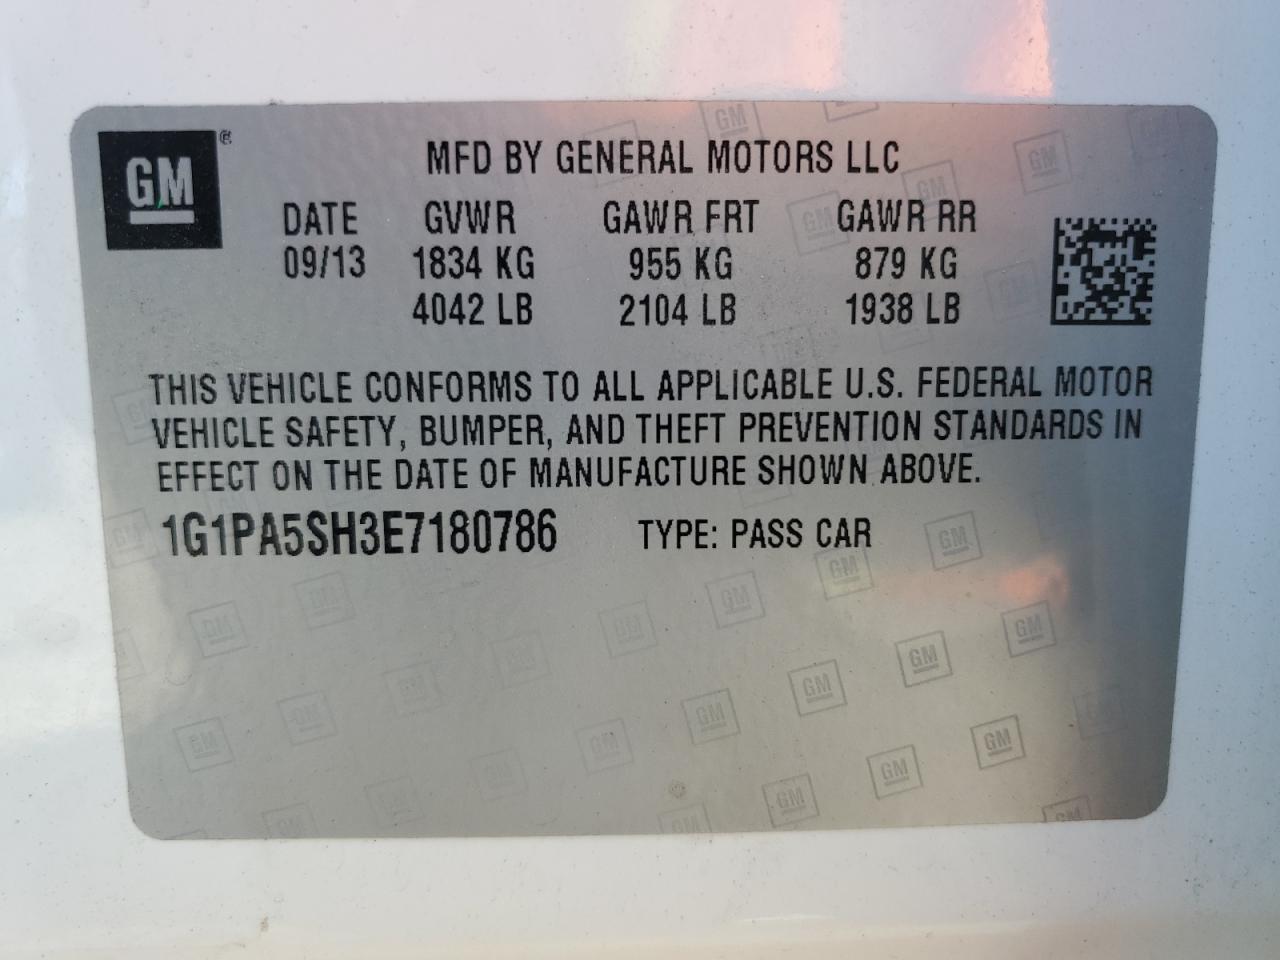 GM ®
MFD BY GENERAL MOTORS LLC
DATE GVWR GAWR FRT GAWR RR
09/13 1834 KG 955 KG 879 KG
4042 LB 2104 LB 1938 LB
THIS VEHICLE CONFORMS TO ALL APPLICABLE U.S. FEDERAL MOTOR
VEHICLE SAFETY, BUMPER, AND THEFT PREVENTION STANDARDS IN
EFFECT ON THE DATE OF MANUFACTURE SHOWN ABOVE.
1G1PA5SH3E7180786 TYPE: PASS CAR